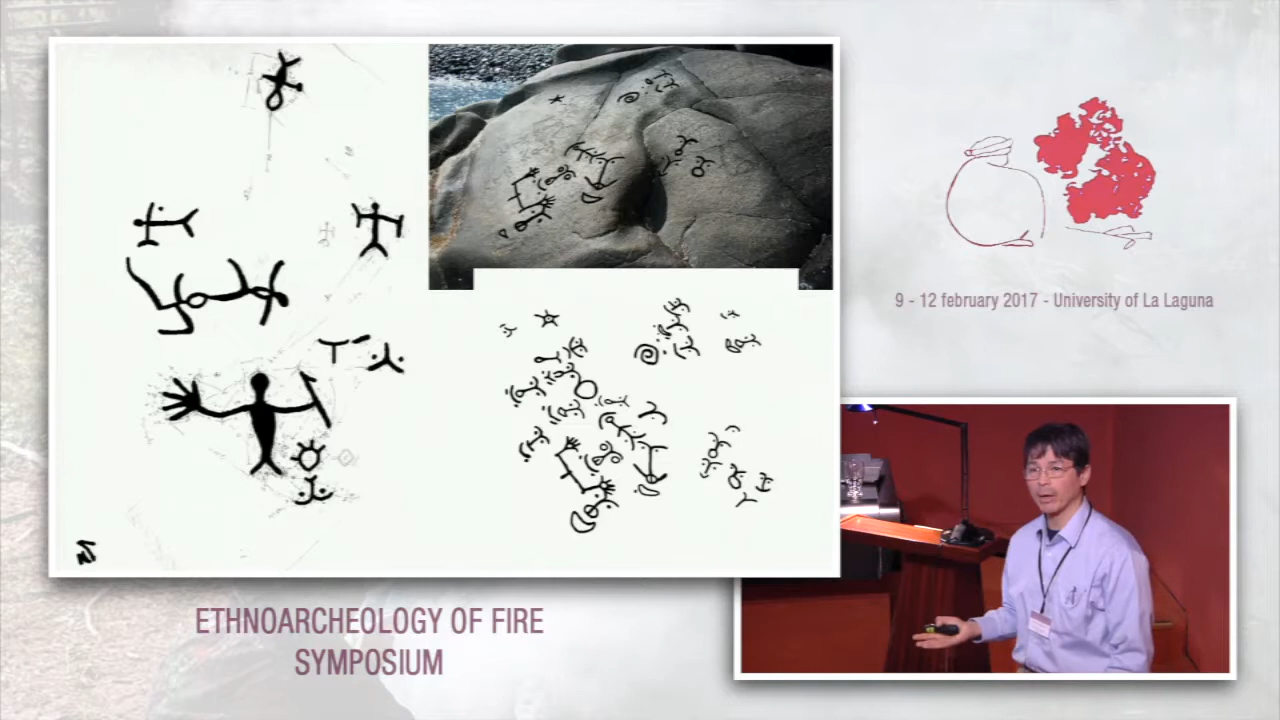 9 - 12 february 2017 - University of La Laguna
ETHNOARCHEOLOGY OF FIRE
SYMPOSIUM